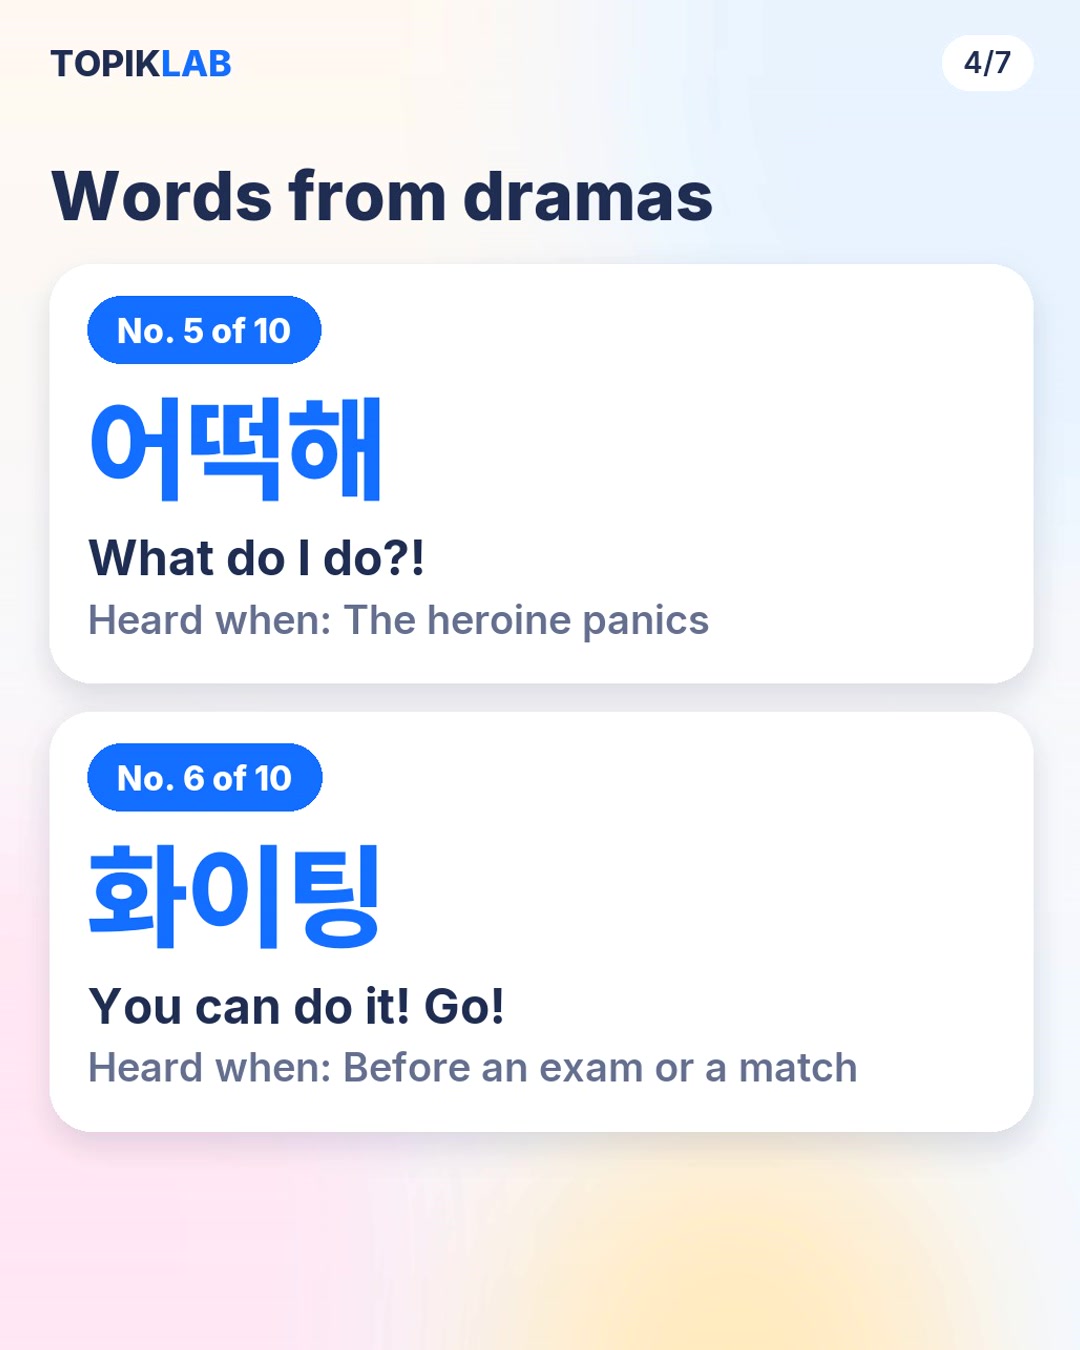 TOPIKLAB
4/7
Words from dramas
No. 5 of 10
어떡해
What do I do?!
Heard when: The heroine panics
No. 6 of 10
화이팅
You can do it! Go!
Heard when: Before an exam or a match